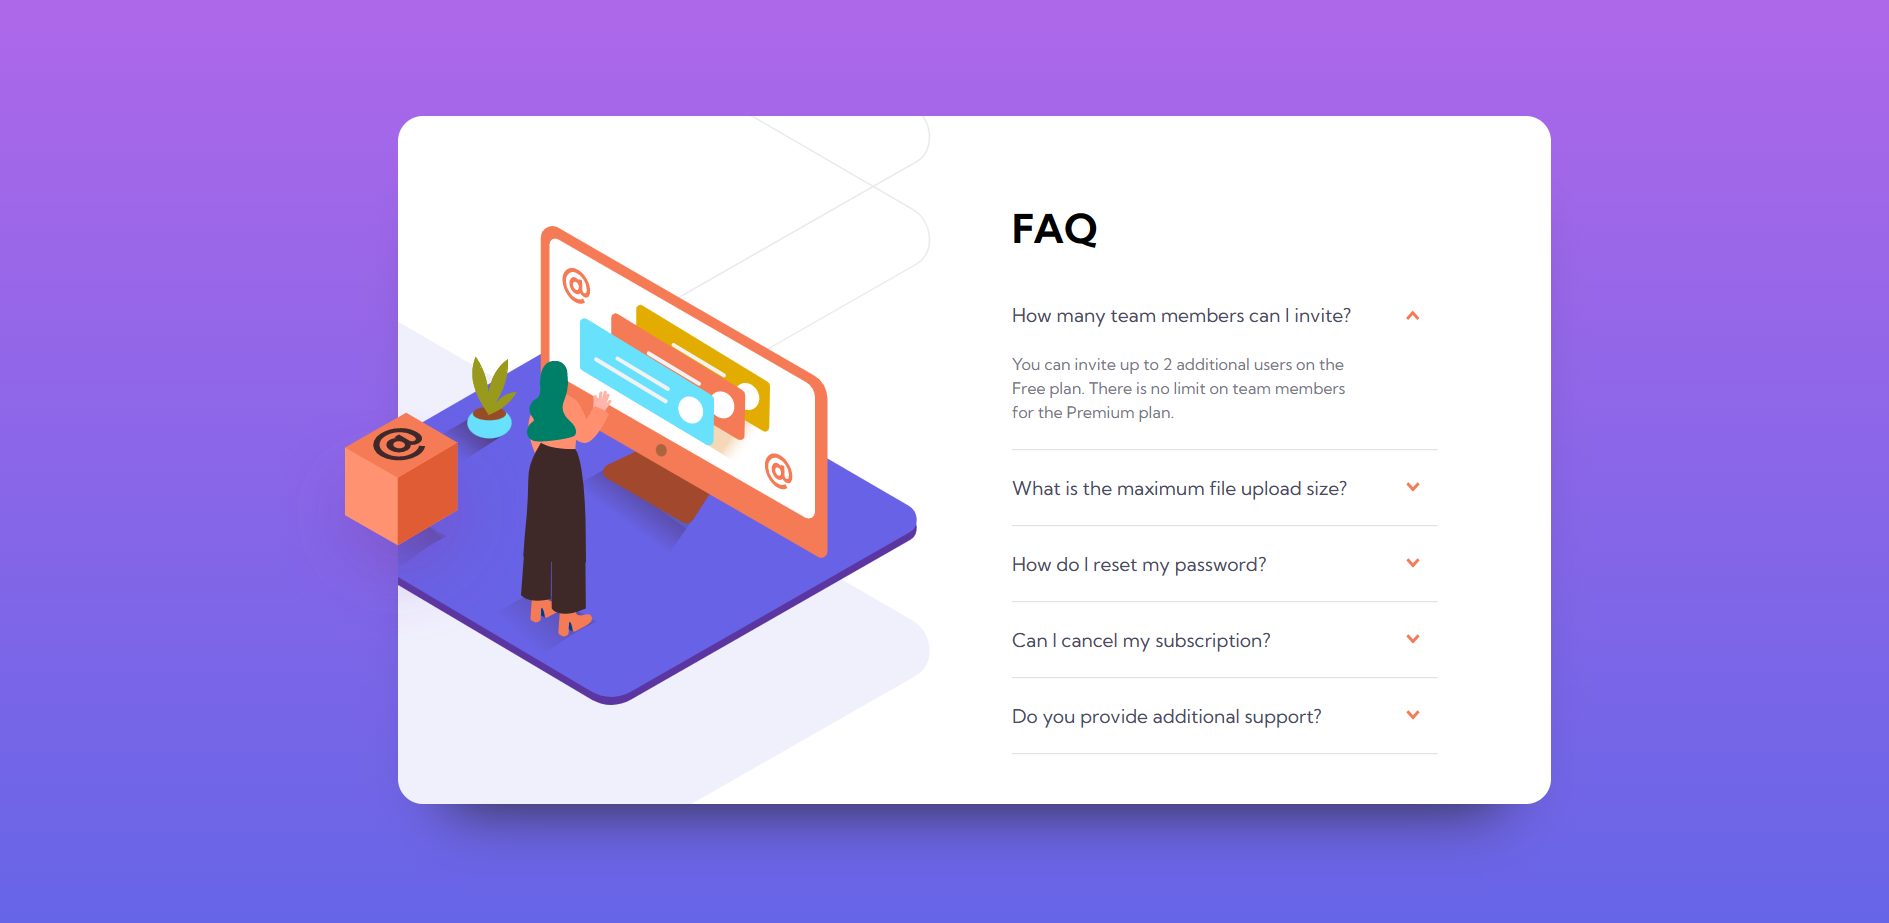 @
@
@
FAQ
How many team members can I invite?
You can invite up to 2 additional users on the
Free plan. There is no limit on team members
for the Premium plan.
What is the maximum file upload size?
How do I reset my password?
Can I cancel my subscription?
Do you provide additional support?